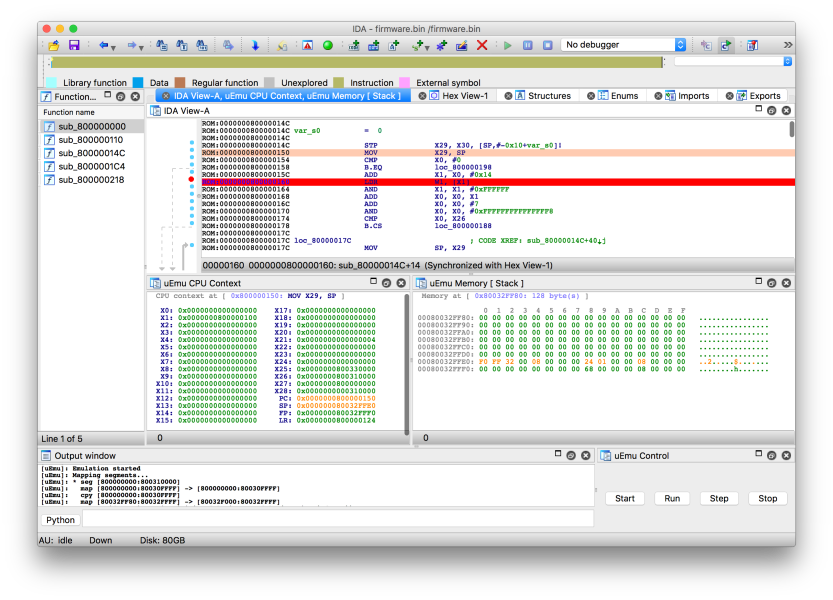 IDA - firmware.bin /firmware.bin
No debugger
Library function Data Regular function Unexplored Instruction External symbol
Function... IDA View-A, uEmu CPU Context, uEmu Memory [ Stack ] Hex View-1 Structures Enums Imports Exports
Function name
sub_800000000
sub_800000110
sub_80000014C
sub_8000001C4
sub_800000218
Line 1 of 5
IDA View-A
ROM:000000080000014C
ROM:000000080000014C var_s0 = 0
ROM:000000080000014C
ROM:000000080000014C STP X29, X30, [SP,#-0x10+var_s0]!
ROM:0000000800000150 MOV X29, SP
ROM:0000000800000154 CMP X0, #0
ROM:0000000800000158 B.EQ loc_800000198
ROM:000000080000015C ADD X1, X0, #0x14
ROM:0000000800000164 AND X1, X1, #0xFFFFFF
ROM:0000000800000168 ADD X0, X0, X1
ROM:000000080000016C ADD X0, X0, #7
ROM:0000000800000170 AND X0, X0, #0xFFFFFFFFFFFFFFF8
ROM:0000000800000174 CMP X0, X26
ROM:0000000800000178 B.CS loc_800000188
ROM:000000080000017C
ROM:000000080000017C loc_80000017C ; CODE XREF: sub_80000014C+40↓j
ROM:000000080000017C MOV SP, X29
00000160 0000000800000160: sub_80000014C+14 (Synchronized with Hex View-1)
uEmu CPU Context
CPU context at [ 0x800000150: MOV X29, SP ]
X0: 0x0000000000000000 X17: 0x0000000000000000
X1: 0x0000000800000100 X18: 0x0000000000000000
X2: 0x0000000000000000 X19: 0x0000000000000000
X3: 0x0000000000000000 X20: 0x0000000000000000
X4: 0x0000000000000000 X21: 0x0000000000000004
X5: 0x0000000000000000 X22: 0x0000000000000000
X6: 0x0000000000000000 X23: 0x0000000000000000
X7: 0x0000000000000000 X24: 0x0000000000000000
X8: 0x0000000000000000 X25: 0x0000000800330000
X9: 0x0000000000000000 X26: 0x0000000800310000
X10: 0x0000000000000000 X27: 0x0000000800000000
X11: 0x0000000000000000 X28: 0x0000000000310000
X12: 0x0000000000000000 PC: 0x0000000800000150
X13: 0x0000000000000000 SP: 0x000000080032FFE0
X14: 0x0000000000000000 FP: 0x000000080032FFF0
X15: 0x0000000000000000 LR: 0x0000000800000124
0
uEmu Memory [ Stack ]
Memory at [ 0x80032FF80: 128 byte(s) ]
0 1 2 3 4 5 6 7 8 9 A B C D E F
00080032FF80: 00 00 00 00 00 00 00 00 00 00 00 00 00 00 00 00 ................
00080032FF90: 00 00 00 00 00 00 00 00 00 00 00 00 00 00 00 00 ................
00080032FFA0: 00 00 00 00 00 00 00 00 00 00 00 00 00 00 00 00 ................
00080032FFB0: 00 00 00 00 00 00 00 00 00 00 00 00 00 00 00 00 ................
00080032FFC0: 00 00 00 00 00 00 00 00 00 00 00 00 00 00 00 00 ................
00080032FFD0: 00 00 00 00 00 00 00 00 00 00 00 00 00 00 00 00 ................
00080032FFE0: F0 FF 32 00 08 00 00 00 24 01 00 00 08 00 00 00 ..2.....$.......
00080032FFF0: 00 00 00 00 00 00 00 00 68 00 00 00 08 00 00 00 ........h.......
0
Output window
[uEmu]: Emulation started
[uEmu]: Mapping segments...
[uEmu]: * seg [800000000:800310000]
[uEmu]: map [800000000:80030FFFF] -> [800000000:80030FFFF]
[uEmu]: cpy [800000000:80030FFFF]
[uEmu]: map [80032FF80:80032FFFF] -> [80032F000:80032FFFF]
Python
uEmu Control
Start Run Step Stop
AU: idle Down Disk: 80GB